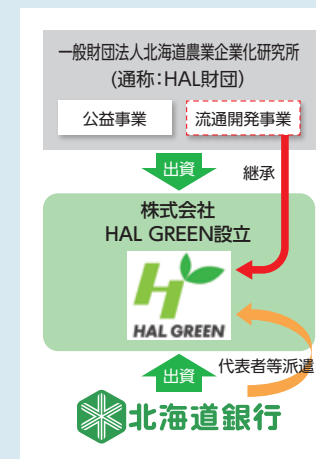 一般財団法人北海道農業企業化研究所
(通称:HAL財団)
公益事業
流通開発事業
出資
継承
株式会社
HAL GREEN設立
H
HAL GREEN
出資
代表者等派遣
北海道銀行